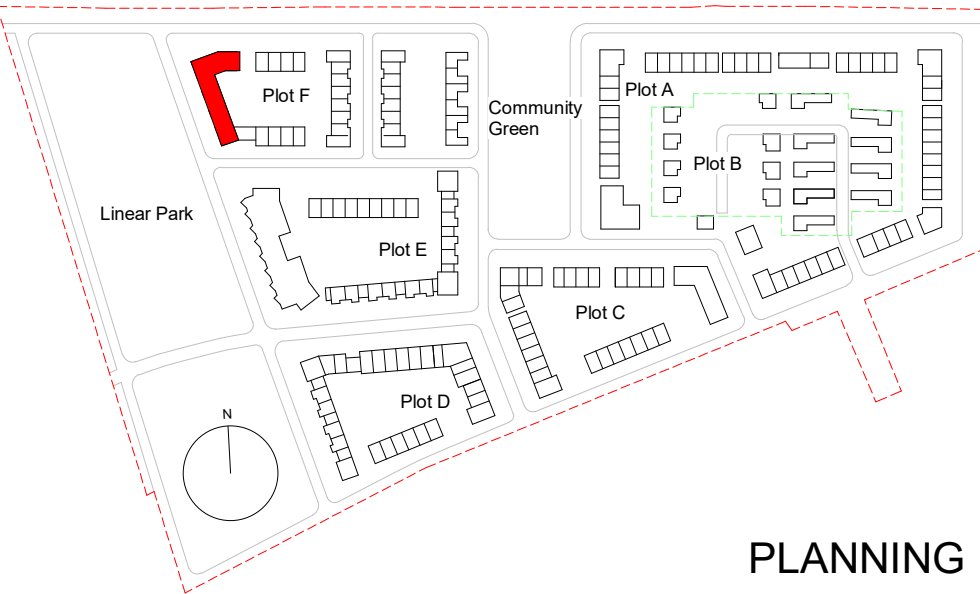 Plot F
Community
Green
Plot A
Plot B
Linear Park
Plot E
Plot C
Plot D
N
PLANNING